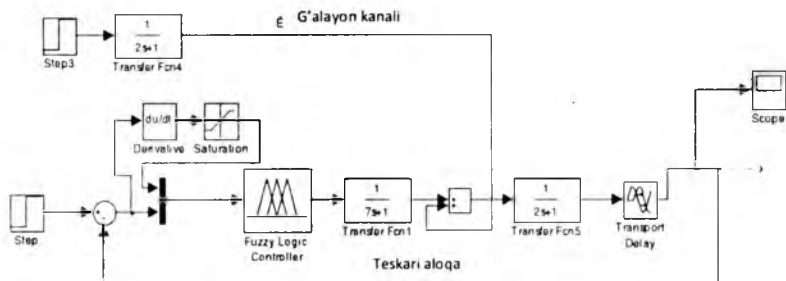 É G'alayon kanali
1
2s+1
Step3
Transfer Fcn4
Scope
du/dt
Derivative
Saturation
Step
1
7s+1
1
2s+1
Fuzzy Logic
Controller
Transfer Fcn1
Transfer Fcn5
Transport
Delay
Teskari aloqa